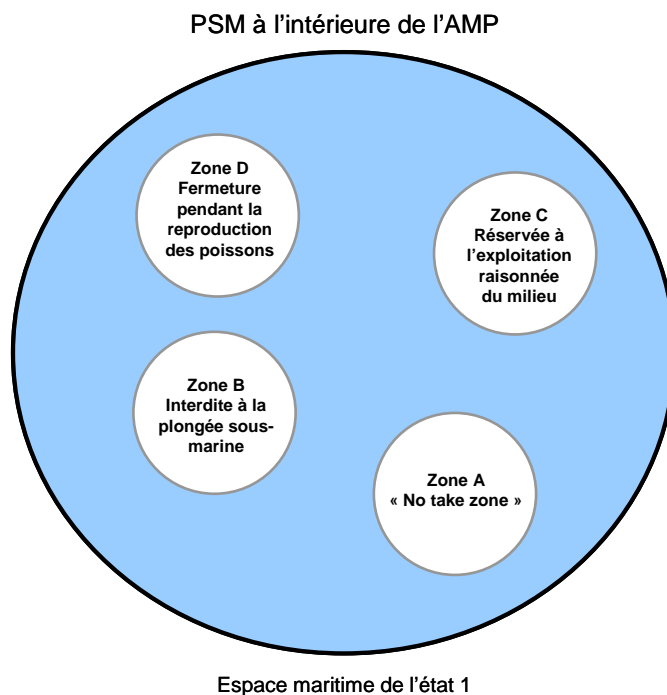 PSM à l’intérieure de l’AMP
Zone D
Fermeture
pendant la
reproduction
des poissons
Zone C
Réservée à
l’exploitation
raisonnée
du milieu
Zone B
Interdite à la
plongée sous-
marine
Zone A
« No take zone »
Espace maritime de l’état 1